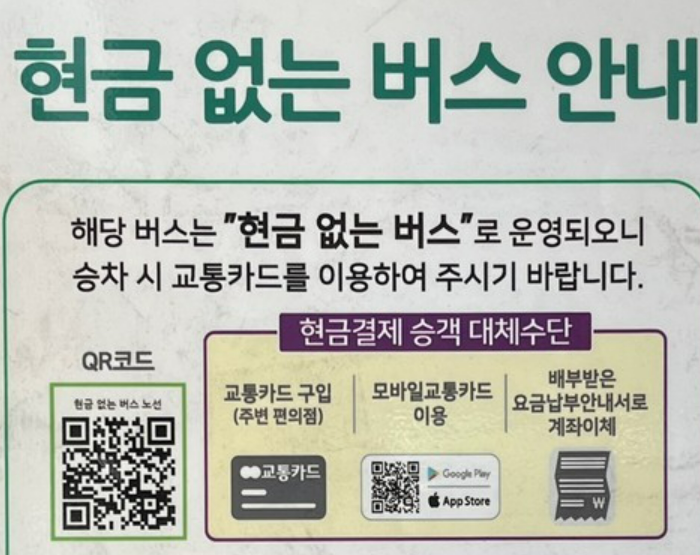 현금 없는 버스 안내
해당 버스는 "현금 없는 버스"로 운영되오니
승차 시 교통카드를 이용하여 주시기 바랍니다.
현금결제 승객 대체수단
QR코드
현금 없는 버스 노선
교통카드 구입
(주변 편의점)
교통카드
모바일교통카드
이용
Google Play
App Store
배부받은
요금납부안내서로
계좌이체
₩